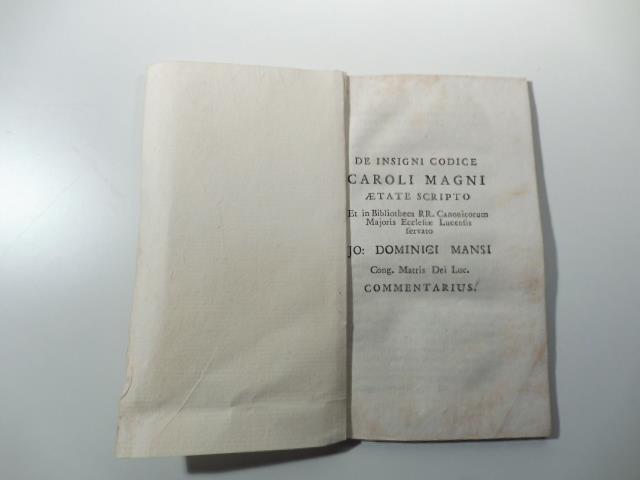 DE INSIGNI CODICE
CAROLI MAGNI
ÆTATE SCRIPTO
Et in Bibliotheca RR. Canonicorum
Majoris Ecclesiæ Lucensis
servato
JO: DOMINICI MANSI
Cong. Matris Dei Luc.
COMMENTARIUS.